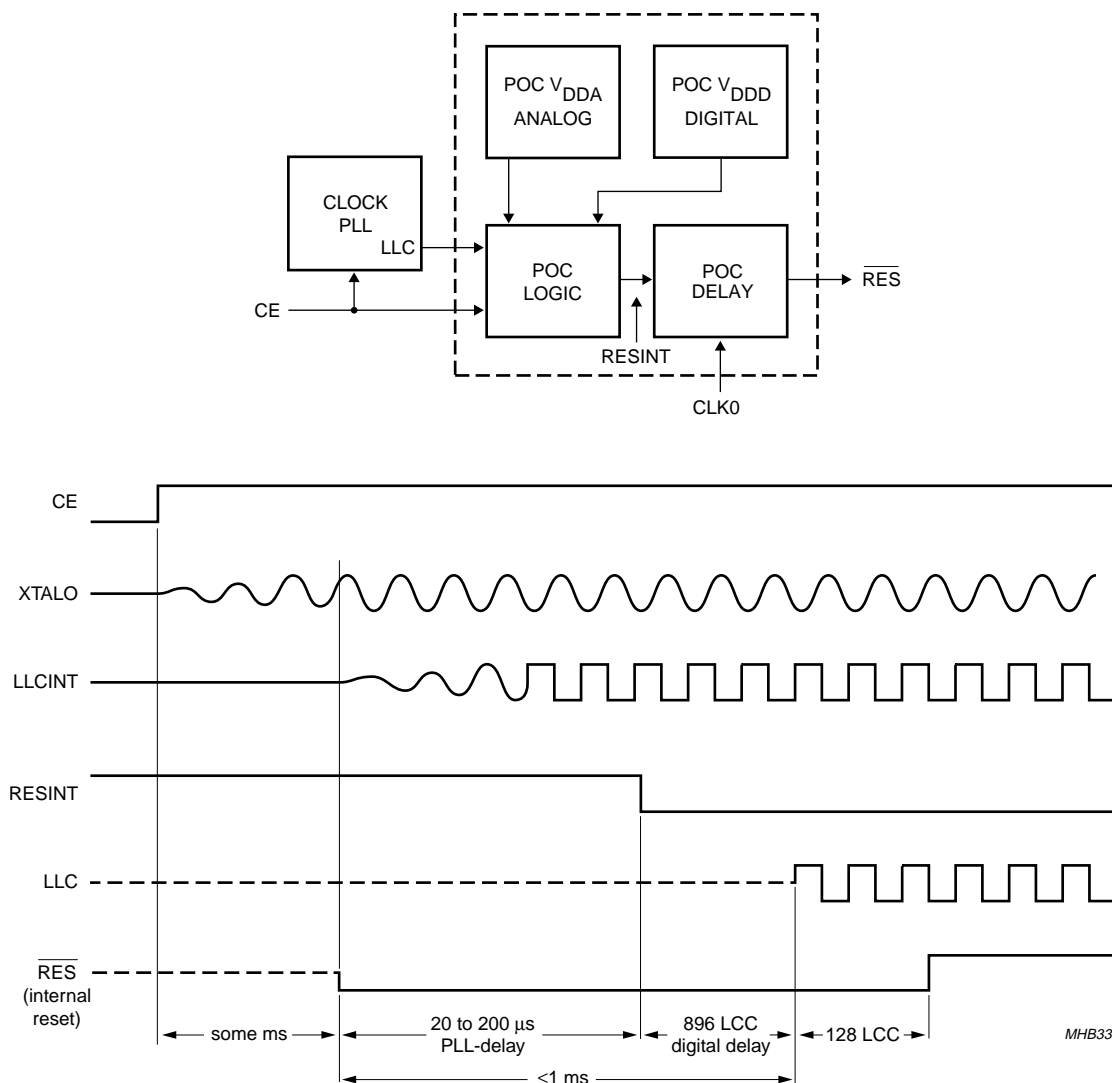 POC VDDA
ANALOG
POC VDDD
DIGITAL
CLOCK
PLL
LLC
POC
LOGIC
POC
DELAY
RES
CE
RESINT
CLK0
CE
XTALO
LLCINT
RESINT
LLC
RES
(internal
reset)
some ms
20 to 200 μs
PLL-delay
896 LCC
digital delay
128 LCC
<1 ms
MHB33